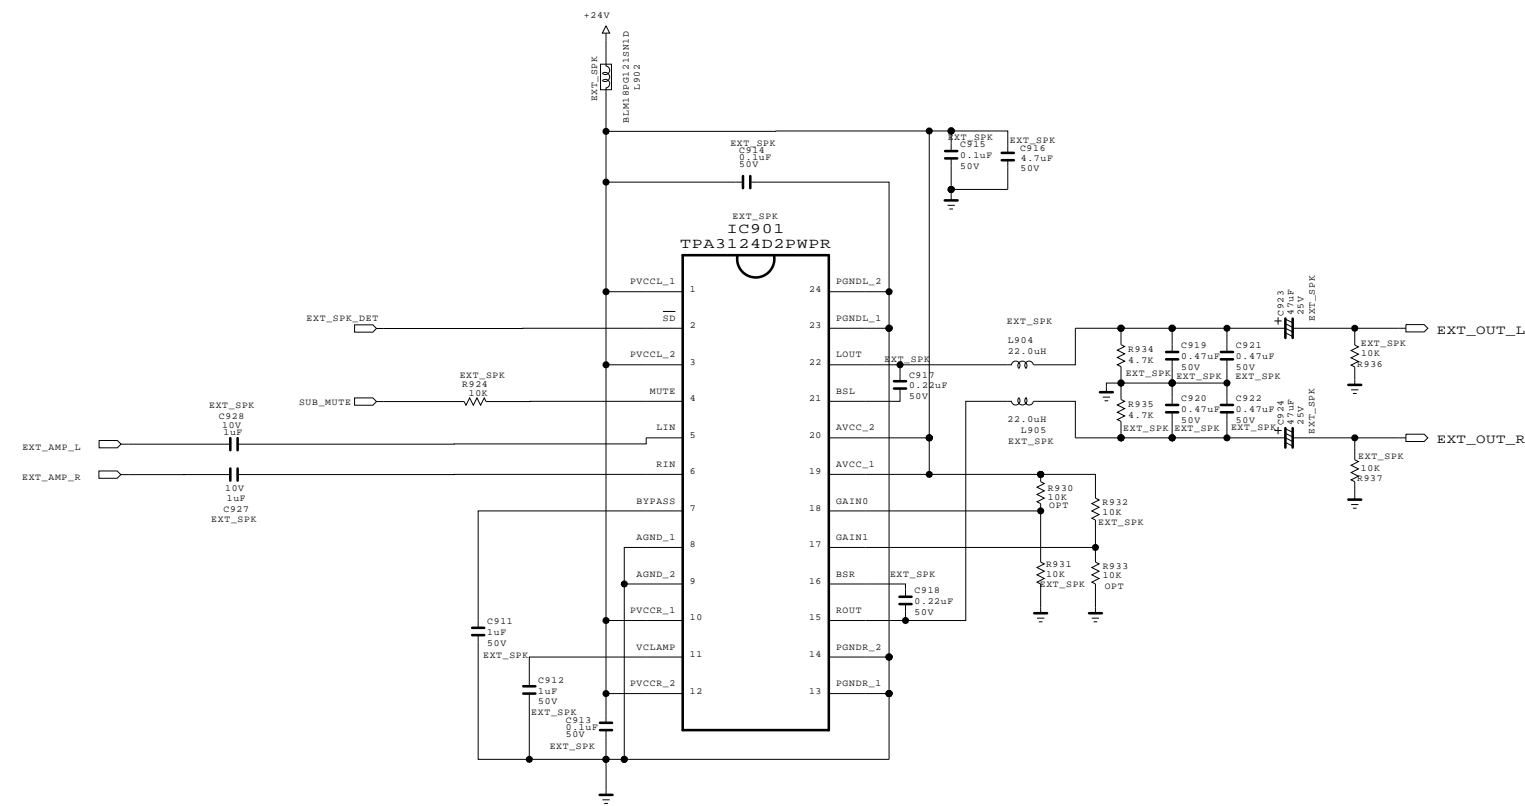 +24V
EXT_SPK
BLM18PG121SN1D
L902
EXT_SPK
C914
0.1uF
50V
EXT_SPK
C915
0.1uF
50V
EXT_SPK
C916
4.7uF
50V
EXT_SPK
IC901
TPA3124D2PWPR
PVCCL_1
1
SD
2
PVCCL_2
3
MUTE
4
LIN
5
RIN
6
BYPASS
7
AGND_1
8
AGND_2
9
PVCCR_1
10
VCLAMP
11
PVCCR_2
12
24
PGNDL_2
23
PGNDL_1
22
LOUT
21
BSL
20
AVCC_2
19
AVCC_1
18
GAIN0
17
GAIN1
16
BSR
15
ROUT
14
PGNDR_2
13
PGNDR_1
EXT_SPK_DET
EXT_SPK
R924
10K
SUB_MUTE
EXT_SPK
C928
10V
1uF
EXT_AMP_L
EXT_AMP_R
10V
1uF
C927
EXT_SPK
C911
1uF
50V
EXT_SPK
C912
1uF
50V
EXT_SPK
C913
0.1uF
50V
EXT_SPK
EXT_SPK
C917
0.22uF
50V
EXT_SPK
L904
22.0uH
22.0uH
L905
EXT_SPK
R930
10K
OPT
R932
10K
EXT_SPK
R931
10K
EXT_SPK
R933
10K
OPT
EXT_SPK
C918
0.22uF
50V
R934
4.7K
EXT_SPK
C919
0.47uF
50V
EXT_SPK
C921
0.47uF
50V
EXT_SPK
R935
4.7K
EXT_SPK
C920
0.47uF
50V
EXT_SPK
C922
0.47uF
50V
EXT_SPK
+
C923
47uF
25V
EXT_SPK
+
C924
47uF
25V
EXT_SPK
EXT_SPK
10K
R936
EXT_SPK
10K
R937
EXT_OUT_L
EXT_OUT_R